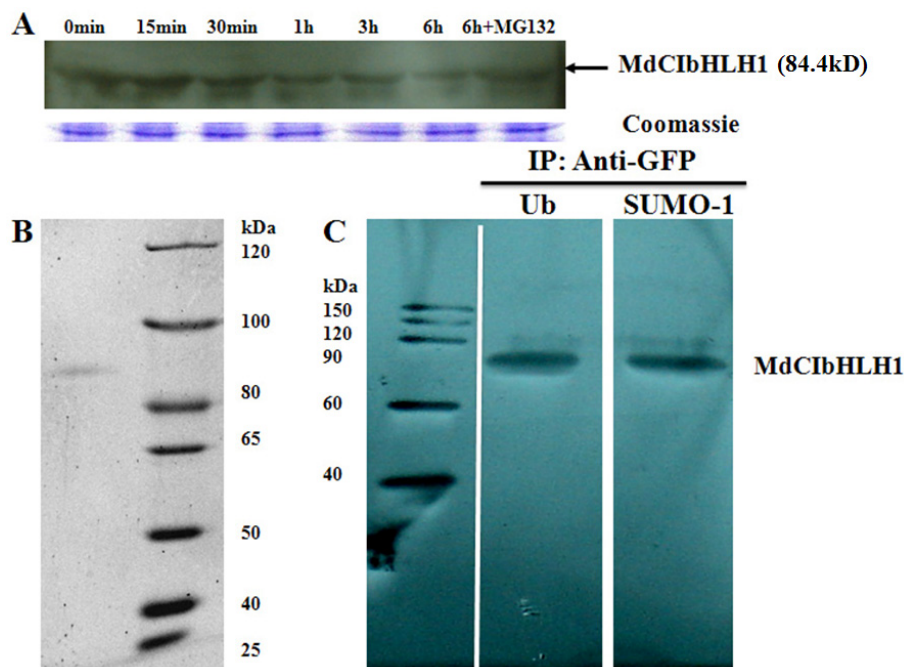 A
0min 15min 30min 1h 3h 6h 6h+MG132
MdCIbHLH1 (84.4kD)
Coomassie
IP: Anti-GFP
Ub SUMO-1
B
kDa
120
100
80
65
50
40
25
C
kDa
150
120
90
60
40
MdCIbHLH1